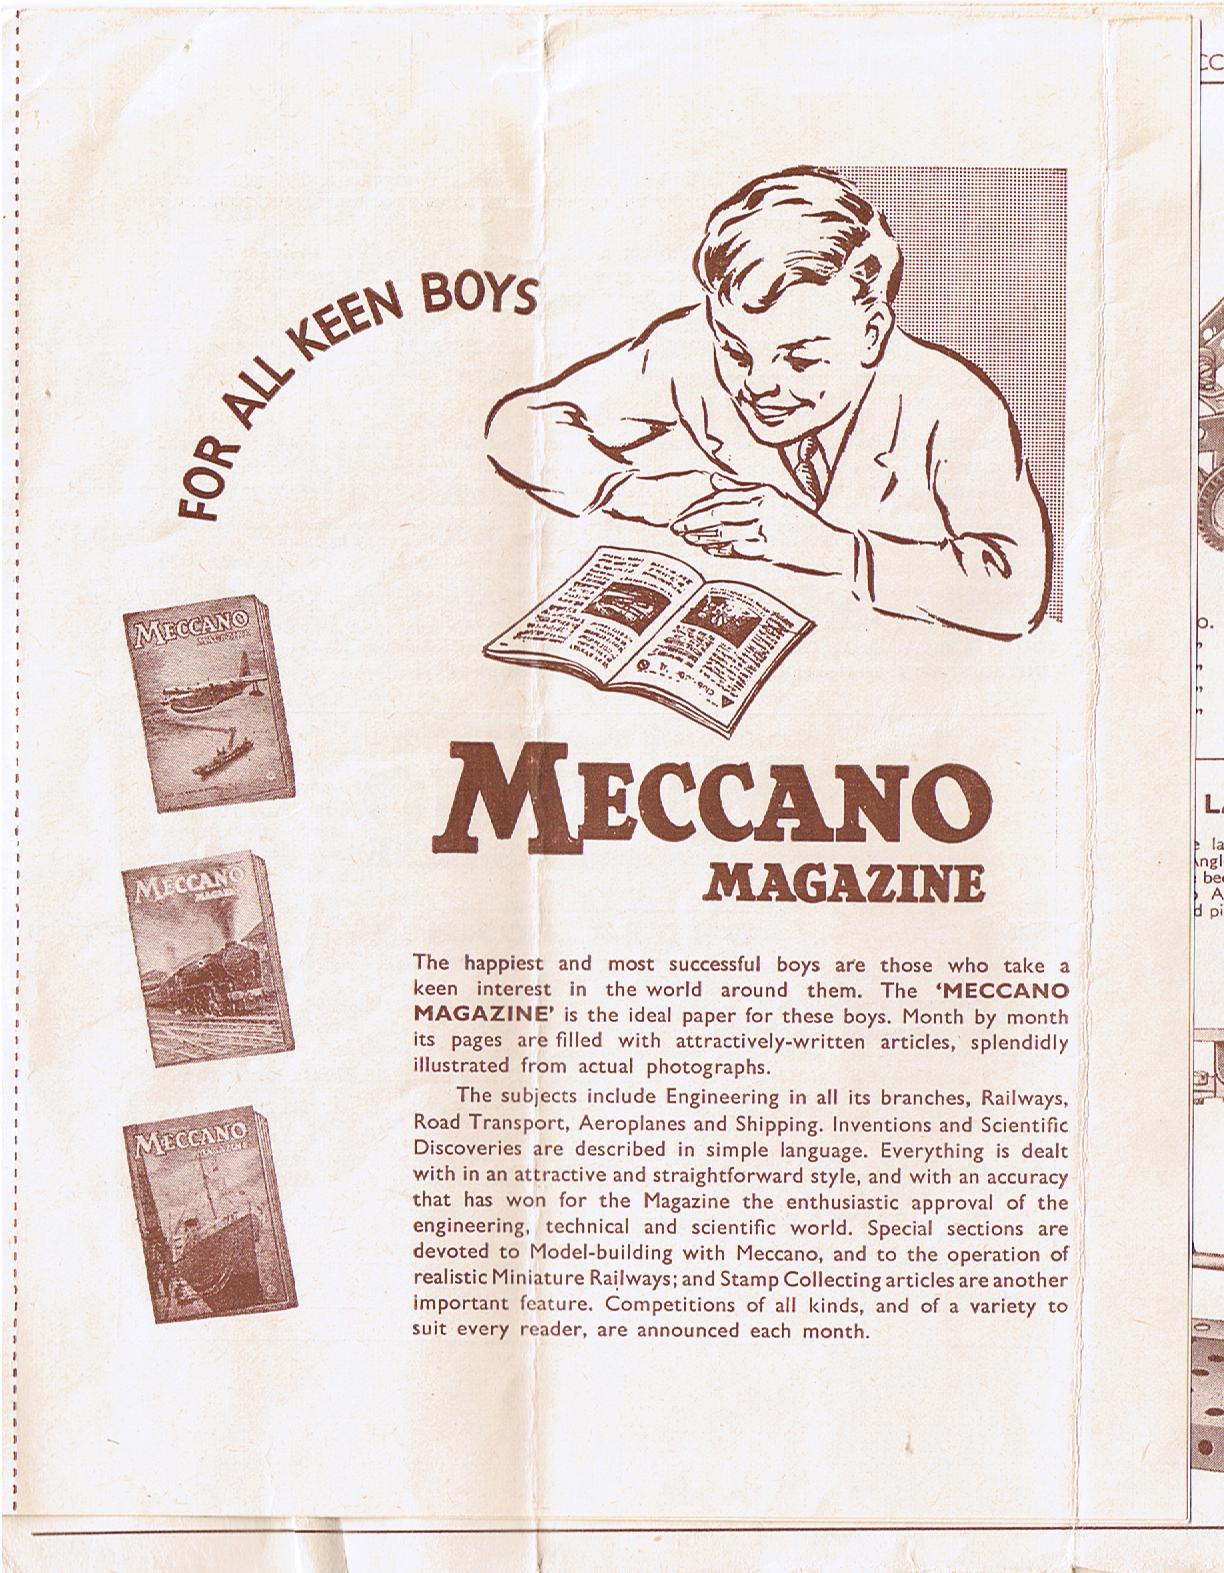 FOR ALL KEEN BOYS
MECCANO
MAGAZINE
MECCANO
MAGAZINE
MECCANO
MAGAZINE
MECCANO
MAGAZINE
The happiest and most successful boys are those who take a
keen interest in the world around them. The ‘MECCANO
MAGAZINE’ is the ideal paper for these boys. Month by month
its pages are filled with attractively-written articles, splendidly
illustrated from actual photographs.
The subjects include Engineering in all its branches, Railways,
Road Transport, Aeroplanes and Shipping. Inventions and Scientific
Discoveries are described in simple language. Everything is dealt
with in an attractive and straightforward style, and with an accuracy
that has won for the Magazine the enthusiastic approval of the
engineering, technical and scientific world. Special sections are
devoted to Model-building with Meccano, and to the operation of
realistic Miniature Railways; and Stamp Collecting articles are another
important feature. Competitions of all kinds, and of a variety to
suit every reader, are announced each month.